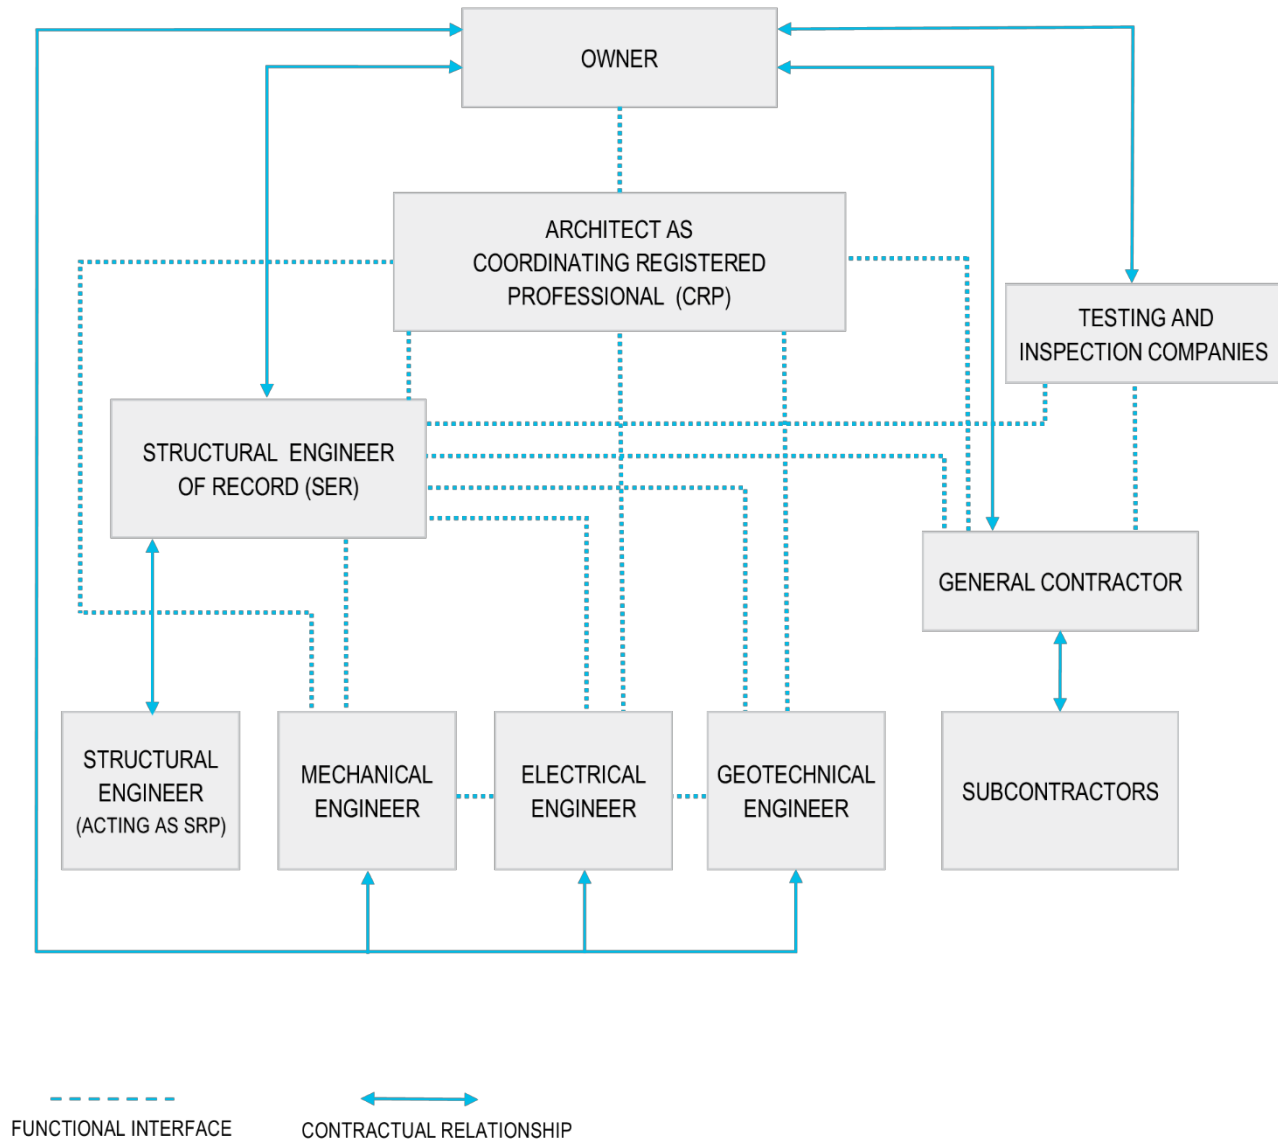 OWNER
ARCHITECT AS
COORDINATING REGISTERED
PROFESSIONAL (CRP)
TESTING AND
INSPECTION COMPANIES
STRUCTURAL ENGINEER
OF RECORD (SER)
GENERAL CONTRACTOR
STRUCTURAL
ENGINEER
(ACTING AS SRP)
MECHANICAL
ENGINEER
ELECTRICAL
ENGINEER
GEOTECHNICAL
ENGINEER
SUBCONTRACTORS
FUNCTIONAL INTERFACE
CONTRACTUAL RELATIONSHIP